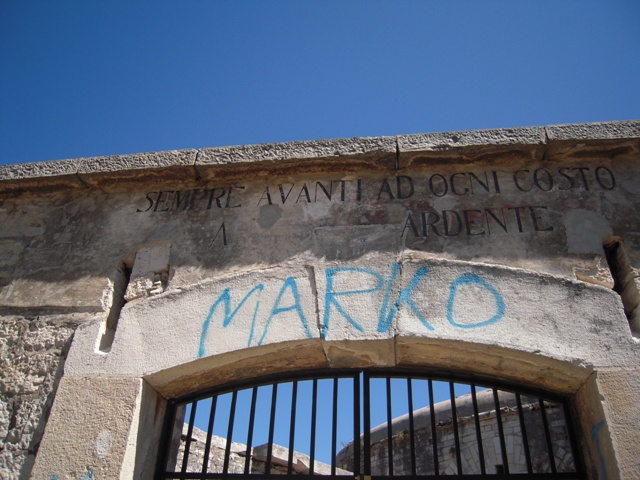 SEMPRE AVANTI AD OGNI COSTO
ARDENTE
MARKO